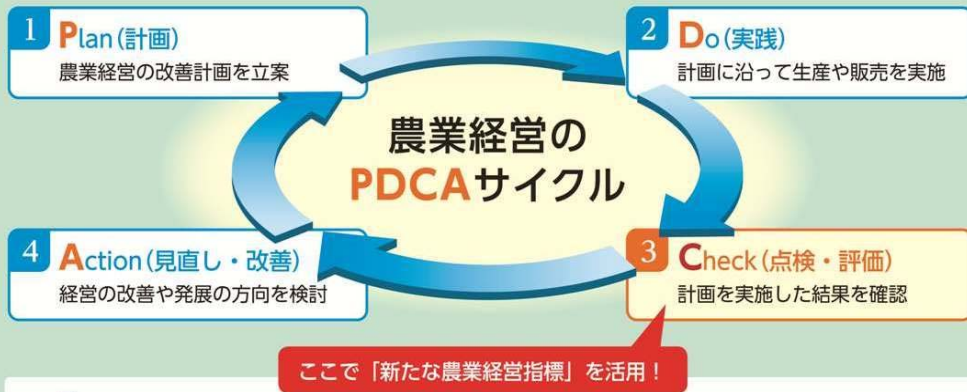 1 Plan(計画)
農業経営の改善計画を立案
2 Do(実践)
計画に沿って生産や販売を実施
農業経営の
PDCAサイクル
4 Action(見直し・改善)
経営の改善や発展の方向を検討
3 Check(点検・評価)
計画を実施した結果を確認
ここで「新たな農業経営指標」を活用！